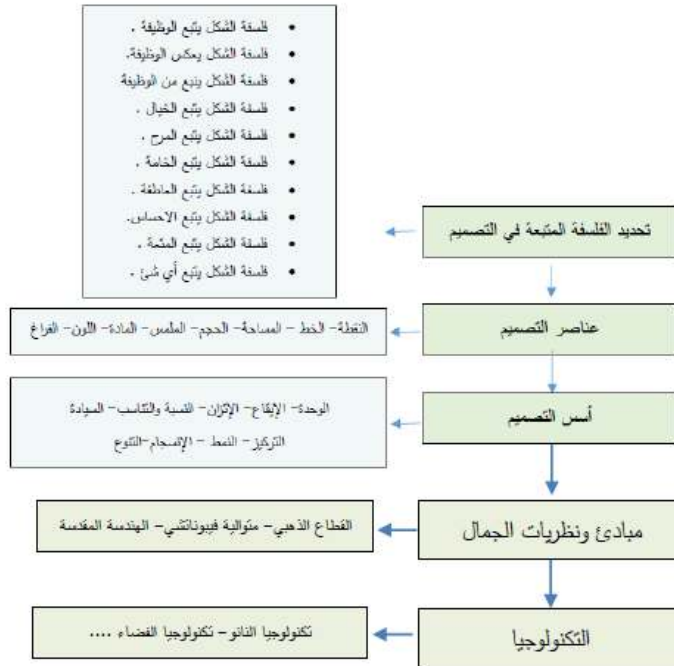 فلسفة الشكل يتبع الوظيفة .
فلسفة الشكل يعكس الوظيفة.
فلسفة الشكل ينبع من الوظيفة
فلسفة الشكل يتبع الخيال .
فلسفة الشكل يتبع المرح .
فلسفة الشكل يتبع الخامة .
فلسفة الشكل يتبع العاطفة .
فلسفة الشكل يتبع الاحساس.
فلسفة الشكل يتبع المتعة .
فلسفة الشكل يتبع أي شئ .
تحديد الفلسفة المتبعة في التصميم
عناصر التصميم
النقطة- الخط - المساحة- الحجم- الملمس- المادة- اللون- الفراغ
أسس التصميم
الوحدة- الإيقاع- الإتزان- النسبة والتناسب- السيادة
التركيز- النمط - الإنسجام-التنوع
مبادئ ونظريات الجمال
القطاع الذهبي- متوالية فيبوناتشي- الهندسة المقدسة
التكنولوجيا
تكنولوجيا النانو- تكنولوجيا الفضاء ....